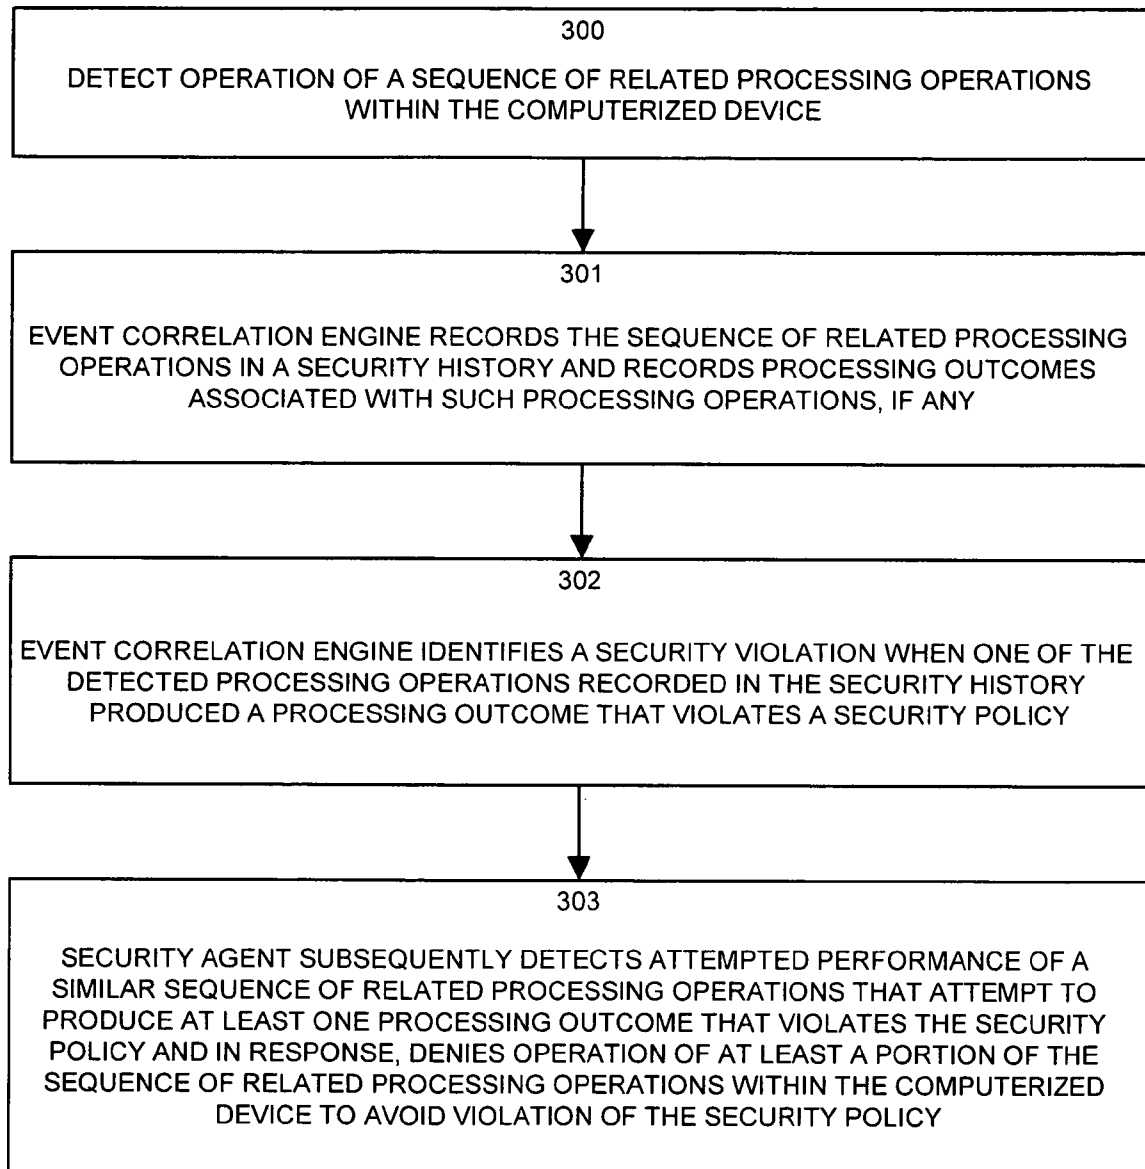 300
DETECT OPERATION OF A SEQUENCE OF RELATED PROCESSING OPERATIONS
WITHIN THE COMPUTERIZED DEVICE
301
EVENT CORRELATION ENGINE RECORDS THE SEQUENCE OF RELATED PROCESSING
OPERATIONS IN A SECURITY HISTORY AND RECORDS PROCESSING OUTCOMES
ASSOCIATED WITH SUCH PROCESSING OPERATIONS, IF ANY
302
EVENT CORRELATION ENGINE IDENTIFIES A SECURITY VIOLATION WHEN ONE OF THE
DETECTED PROCESSING OPERATIONS RECORDED IN THE SECURITY HISTORY
PRODUCED A PROCESSING OUTCOME THAT VIOLATES A SECURITY POLICY
303
SECURITY AGENT SUBSEQUENTLY DETECTS ATTEMPTED PERFORMANCE OF A
SIMILAR SEQUENCE OF RELATED PROCESSING OPERATIONS THAT ATTEMPT TO
PRODUCE AT LEAST ONE PROCESSING OUTCOME THAT VIOLATES THE SECURITY
POLICY AND IN RESPONSE, DENIES OPERATION OF AT LEAST A PORTION OF THE
SEQUENCE OF RELATED PROCESSING OPERATIONS WITHIN THE COMPUTERIZED
DEVICE TO AVOID VIOLATION OF THE SECURITY POLICY